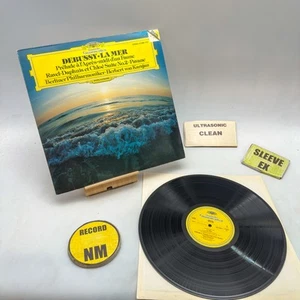 DEBUSSY·LA MER
Prélude à l'Après-midi d'un Faune
Ravel·Daphnis et Chloé Suite No.2·Pavane
Berliner Philharmoniker·Herbert von Karajan
ULTRASONIC
CLEAN
SLEEVE
EX
RECORD
NM